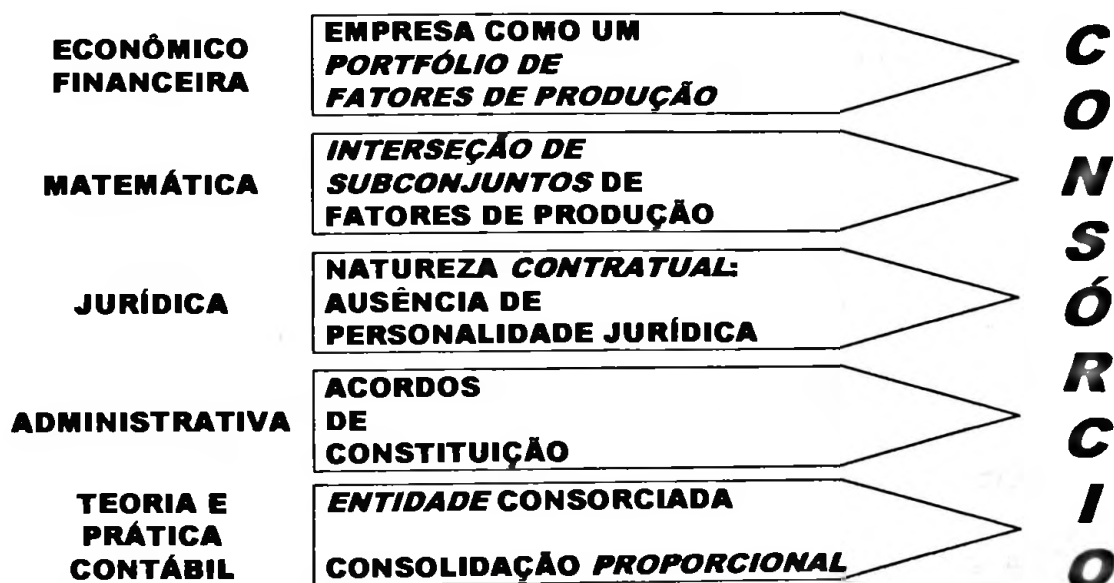 ECONÔMICO
FINANCEIRA
EMPRESA COMO UM
PORTFÓLIO DE
FATORES DE PRODUÇÃO
MATEMÁTICA
INTERSEÇÃO DE
SUBCONJUNTOS DE
FATORES DE PRODUÇÃO
JURÍDICA
NATUREZA CONTRATUAL:
AUSÊNCIA DE
PERSONALIDADE JURÍDICA
ADMINISTRATIVA
ACORDOS
DE
CONSTITUIÇÃO
TEORIA E
PRÁTICA
CONTÁBIL
ENTIDADE CONSORCIADA
CONSOLIDAÇÃO PROPORCIONAL
CONSÓRCIO